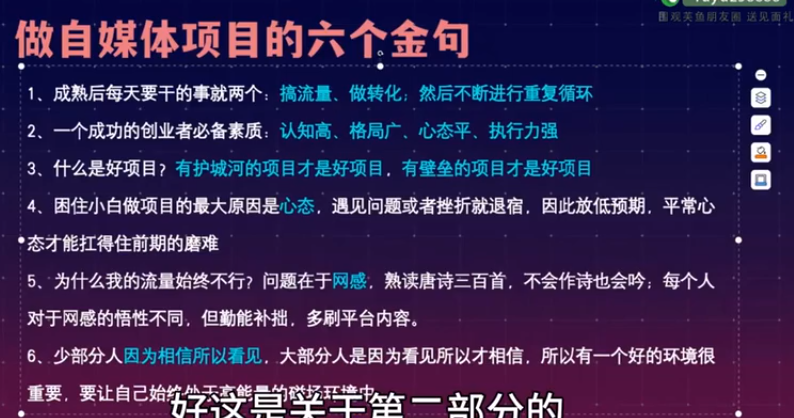 围观芙鱼朋友圈 送见面礼
做自媒体项目的六个金句
1、成熟后每天要干的事就两个：搞流量、做转化；然后不断进行重复循环
2、一个成功的创业者必备素质：认知高、格局广、心态平、执行力强
3、什么是好项目？有护城河的项目才是好项目，有壁垒的项目才是好项目
4、困住小白做项目的最大原因是心态，遇见问题或者挫折就退宿，因此放低预期，平常心
态才能扛得住前期的磨难
5、为什么我的流量始终不行？问题在于网感，熟读唐诗三百首，不会作诗也会吟；每个人
对于网感的悟性不同，但勤能补拙，多刷平台内容。
6、少部分人因为相信所以看见，大部分人是因为看见所以才相信，所以有一个好的环境很
重要，要让自己始终处于高能量的磁场环境中
好这是关于第二部分的